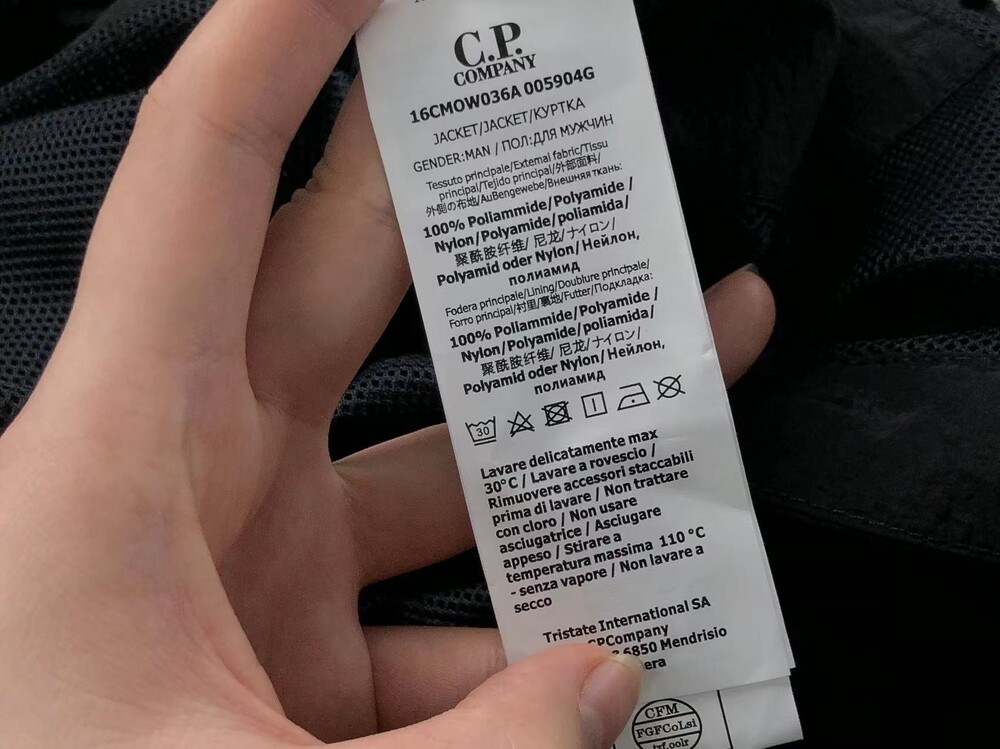 C.P.
COMPANY
16CMOW036A 005904G
JACKET/JACKET/КУРТКА
GENDER:MAN / ПОЛ:ДЛЯ МУЖЧИН
Tessuto principale/External fabric/Tissu
principal/Tejido principal/外部面料/
外側の布地/AuBengewebe/Внешняя ткань:
100% Poliammide/Polyamide /
Nylon/Polyamide/poliamida/
聚酰胺纤维/ 尼龙/ナイロン/
Polyamid oder Nylon/ Нейлон,
полиамид
Fodera principale/Lining/Doublure principale/
Forro principal/衬里/裏地/Futter/Подкладка:
100% Poliammide/Polyamide /
Nylon/Polyamide/poliamida/
聚酰胺纤维/ 尼龙/ナイロン/
Polyamid oder Nylon/ Нейлон,
полиамид
30
Lavare delicatamente max
30°C / Lavare a rovescio /
Rimuovere accessori staccabili
prima di lavare / Non trattare
con cloro / Non usare
asciugatrice / Asciugare
appeso / Stirare a
temperatura massima 110 °C
- senza vapore / Non lavare a
secco
Tristate International SA
CPCompany
6850 Mendrisio
era
CFM
FGFCoLsi